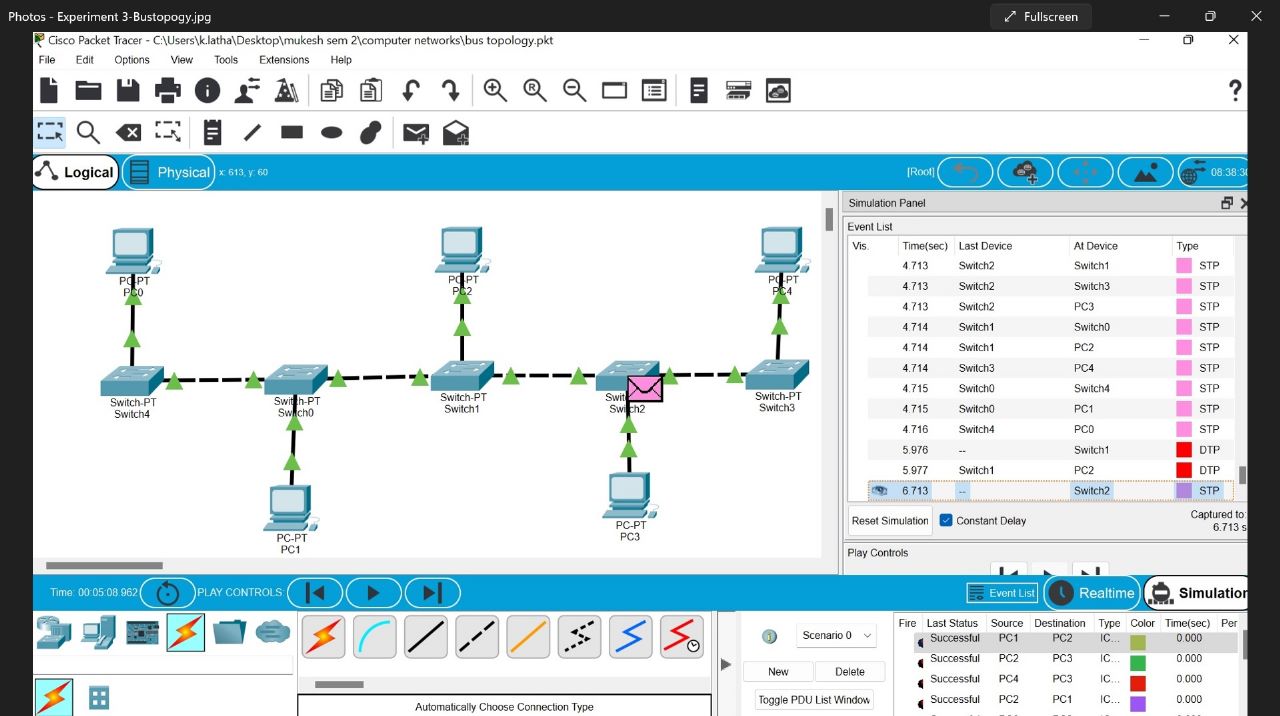 Photos - Experiment 3-Bustopogy.jpg
Fullscreen
Cisco Packet Tracer - C:\Users\k.latha\Desktop\mukesh sem 2\computer networks\bus topology.pkt
File Edit Options View Tools Extensions Help
Logical Physical x: 613, y: 60
[Root] 08:38:30
PC-PT
PC0
PC-PT
PC2
PC-PT
PC4
Switch-PT
Switch4
Switch-PT
Switch0
Switch-PT
Switch1
Switch2
Switch-PT
Switch3
PC-PT
PC1
PC-PT
PC3
Simulation Panel
Event List
Vis. Time(sec) Last Device At Device Type
4.713 Switch2 Switch1 STP
4.713 Switch2 Switch3 STP
4.713 Switch2 PC3 STP
4.714 Switch1 Switch0 STP
4.714 Switch1 PC2 STP
4.714 Switch3 PC4 STP
4.715 Switch0 Switch4 STP
4.715 Switch0 PC1 STP
4.716 Switch4 PC0 STP
5.976 -- Switch1 DTP
5.977 Switch1 PC2 DTP
6.713 -- Switch2 STP
Reset Simulation Constant Delay
Captured to:
6.713 s
Play Controls
Time: 00:05:08.962 PLAY CONTROLS:
Event List Realtime Simulation
Scenario 0
New Delete
Toggle PDU List Window
Automatically Choose Connection Type
Fire Last Status Source Destination Type Color Time(sec) Per
Successful PC1 PC2 IC... 0.000
Successful PC2 PC3 IC... 0.000
Successful PC4 PC3 IC... 0.000
Successful PC2 PC1 IC... 0.000